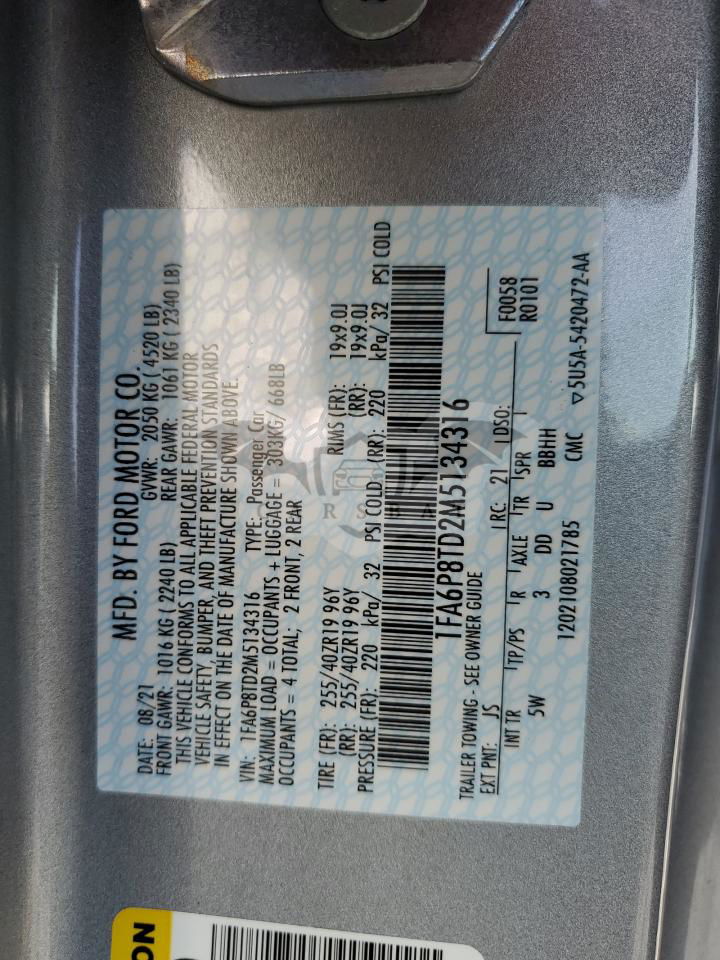 MFD. BY FORD MOTOR CO.
DATE: 08/21 GVWR: 2050 KG ( 4520 LB)
FRONT GAWR: 1016 KG ( 2240 LB) REAR GAWR: 1061 KG ( 2340 LB)
THIS VEHICLE CONFORMS TO ALL APPLICABLE FEDERAL MOTOR
VEHICLE SAFETY, BUMPER, AND THEFT PREVENTION STANDARDS
IN EFFECT ON THE DATE OF MANUFACTURE SHOWN ABOVE.
VIN: 1FA6P8TD2M5134316 TYPE: Passenger Car
MAXIMUM LOAD = OCCUPANTS + LUGGAGE = 303KG/ 668LB
OCCUPANTS = 4 TOTAL; 2 FRONT, 2 REAR
TIRE (FR): 255/40ZR19 96Y RIMS (FR): 19x9.0J
(RR): 255/40ZR19 96Y (RR): 19x9.0J
PRESSURE (FR): 220 kPa/ 32 PSI COLD (RR): 220 kPa/ 32 PSI COLD
1FA6P8TD2M5134316
TRAILER TOWING - SEE OWNER GUIDE
EXT PNT: JS RC: 21 DSO: F0058
R0101
INT TR TP/PS R AXLE TR SPR
5W 3 DD U BBHH
1202108021785 CMC ▽5U5A-5420472-AA
ON